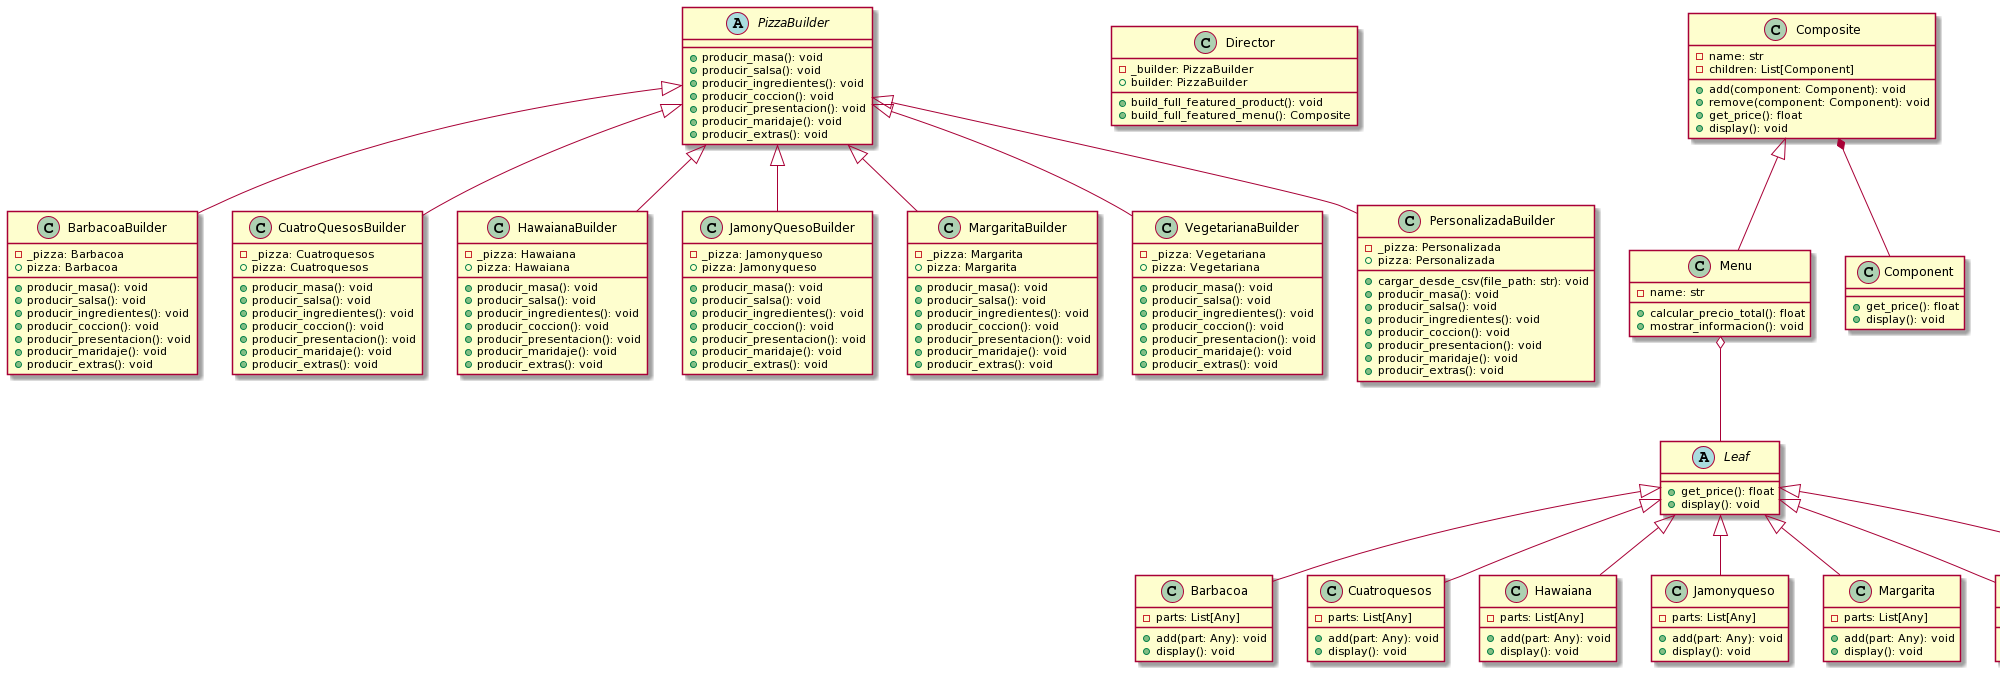 A PizzaBuilder
producir_masa(): void
producir_salsa(): void
producir_ingredientes(): void
producir_coccion(): void
producir_presentacion(): void
producir_maridaje(): void
producir_extras(): void
C Director
_builder: PizzaBuilder
builder: PizzaBuilder
build_full_featured_product(): void
build_full_featured_menu(): Composite
C Composite
name: str
children: List[Component]
add(component: Component): void
remove(component: Component): void
get_price(): float
display(): void
C BarbacoaBuilder
_pizza: Barbacoa
pizza: Barbacoa
producir_masa(): void
producir_salsa(): void
producir_ingredientes(): void
producir_coccion(): void
producir_presentacion(): void
producir_maridaje(): void
producir_extras(): void
C CuatroQuesosBuilder
_pizza: Cuatroquesos
pizza: Cuatroquesos
producir_masa(): void
producir_salsa(): void
producir_ingredientes(): void
producir_coccion(): void
producir_presentacion(): void
producir_maridaje(): void
producir_extras(): void
C HawaianaBuilder
_pizza: Hawaiana
pizza: Hawaiana
producir_masa(): void
producir_salsa(): void
producir_ingredientes(): void
producir_coccion(): void
producir_presentacion(): void
producir_maridaje(): void
producir_extras(): void
C JamonyQuesoBuilder
_pizza: Jamonyqueso
pizza: Jamonyqueso
producir_masa(): void
producir_salsa(): void
producir_ingredientes(): void
producir_coccion(): void
producir_presentacion(): void
producir_maridaje(): void
producir_extras(): void
C MargaritaBuilder
_pizza: Margarita
pizza: Margarita
producir_masa(): void
producir_salsa(): void
producir_ingredientes(): void
producir_coccion(): void
producir_presentacion(): void
producir_maridaje(): void
producir_extras(): void
C VegetarianaBuilder
_pizza: Vegetariana
pizza: Vegetariana
producir_masa(): void
producir_salsa(): void
producir_ingredientes(): void
producir_coccion(): void
producir_presentacion(): void
producir_maridaje(): void
producir_extras(): void
C PersonalizadaBuilder
_pizza: Personalizada
pizza: Personalizada
cargar_desde_csv(file_path: str): void
producir_masa(): void
producir_salsa(): void
producir_ingredientes(): void
producir_coccion(): void
producir_presentacion(): void
producir_maridaje(): void
producir_extras(): void
C Menu
name: str
calcular_precio_total(): float
mostrar_informacion(): void
C Component
get_price(): float
display(): void
A Leaf
get_price(): float
display(): void
C Barbacoa
parts: List[Any]
add(part: Any): void
display(): void
C Cuatroquesos
parts: List[Any]
add(part: Any): void
display(): void
C Hawaiana
parts: List[Any]
add(part: Any): void
display(): void
C Jamonyqueso
parts: List[Any]
add(part: Any): void
display(): void
C Margarita
parts: List[Any]
add(part: Any): void
display(): void